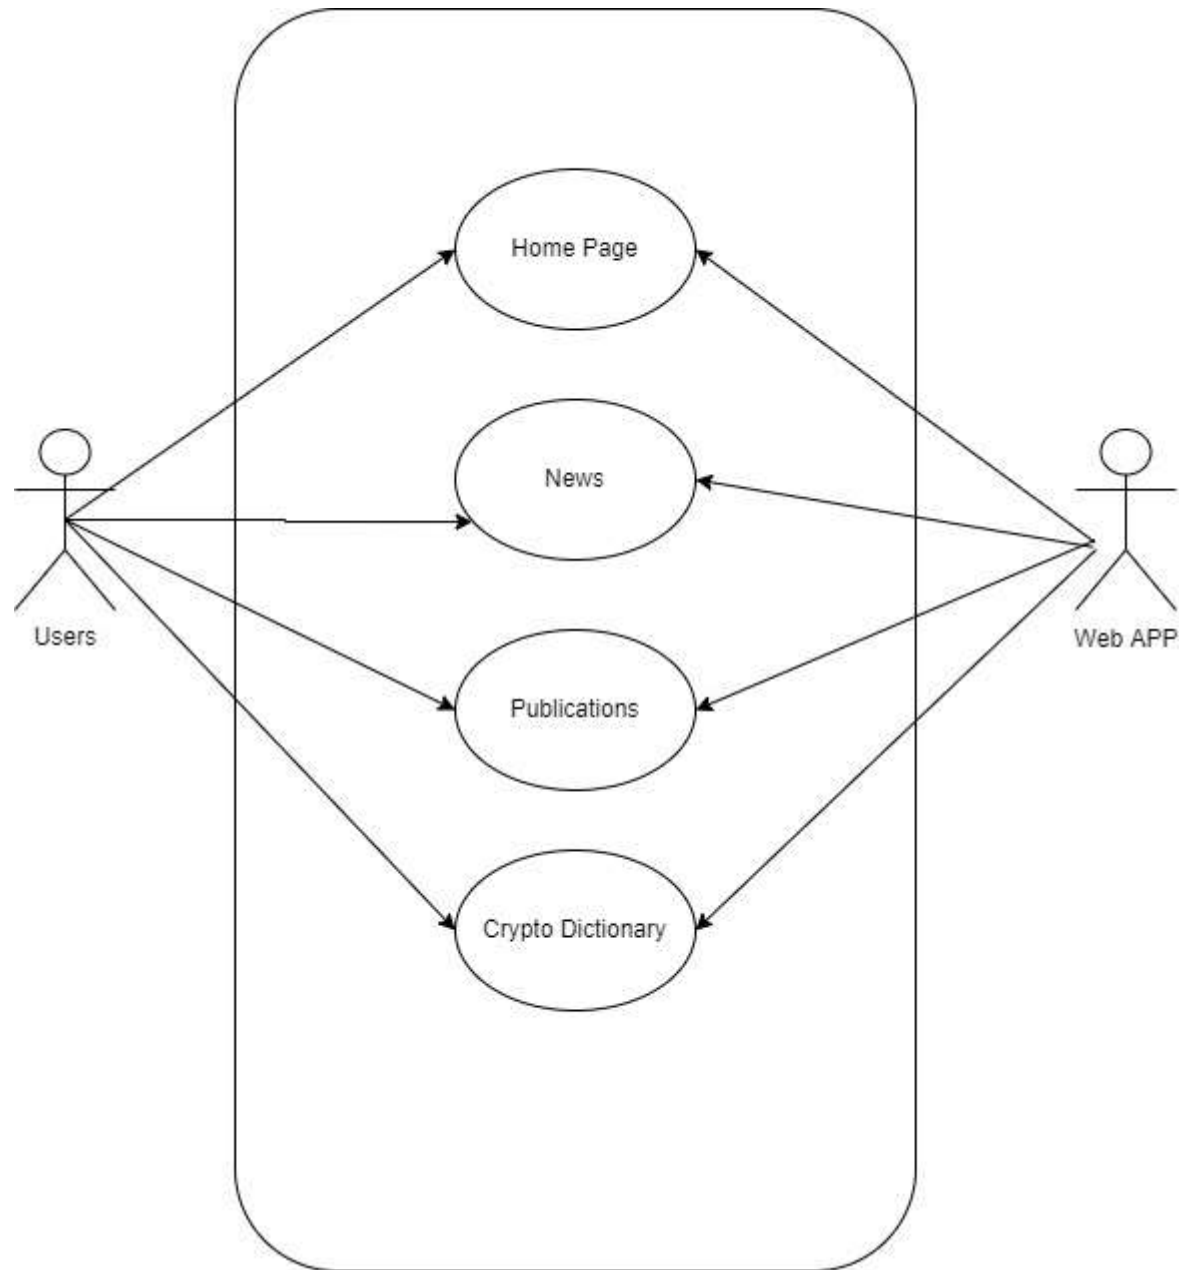 Home Page
News
Users
Web APP
Publications
Crypto Dictionary